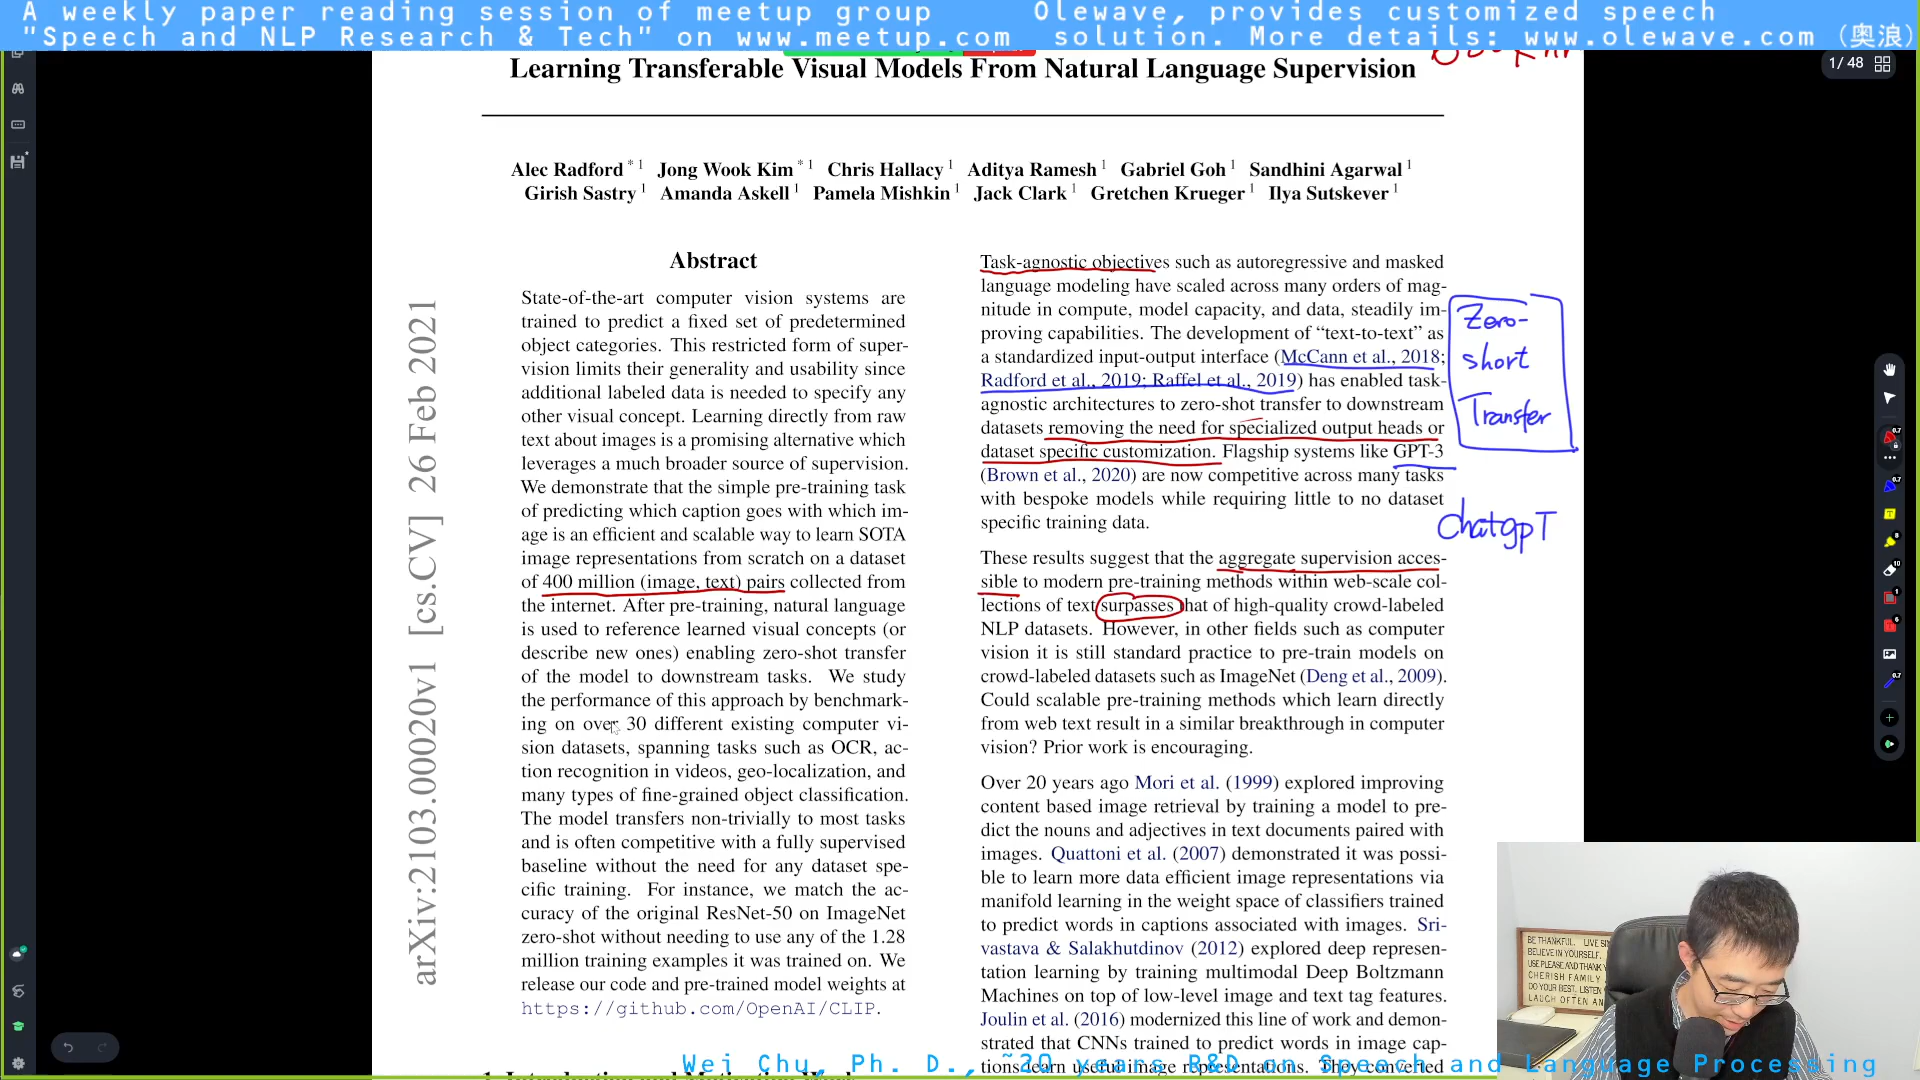 A weekly paper reading session of meetup group
"Speech and NLP Research & Tech" on www.meetup.com
Olewave, provides customized speech
solution. More details: www.olewave.com (奥浪)
1/ 48
Learning Transferable Visual Models From Natural Language Supervision
Alec Radford * 1 Jong Wook Kim * 1 Chris Hallacy 1 Aditya Ramesh 1 Gabriel Goh 1 Sandhini Agarwal 1
Girish Sastry 1 Amanda Askell 1 Pamela Mishkin 1 Jack Clark 1 Gretchen Krueger 1 Ilya Sutskever 1
arXiv:2103.00020v1 [cs.CV] 26 Feb 2021
Abstract
State-of-the-art computer vision systems are
trained to predict a fixed set of predetermined
object categories. This restricted form of super-
vision limits their generality and usability since
additional labeled data is needed to specify any
other visual concept. Learning directly from raw
text about images is a promising alternative which
leverages a much broader source of supervision.
We demonstrate that the simple pre-training task
of predicting which caption goes with which im-
age is an efficient and scalable way to learn SOTA
image representations from scratch on a dataset
of 400 million (image, text) pairs collected from
the internet. After pre-training, natural language
is used to reference learned visual concepts (or
describe new ones) enabling zero-shot transfer
of the model to downstream tasks. We study
the performance of this approach by benchmark-
ing on over 30 different existing computer vi-
sion datasets, spanning tasks such as OCR, ac-
tion recognition in videos, geo-localization, and
many types of fine-grained object classification.
The model transfers non-trivially to most tasks
and is often competitive with a fully supervised
baseline without the need for any dataset spe-
cific training. For instance, we match the ac-
curacy of the original ResNet-50 on ImageNet
zero-shot without needing to use any of the 1.28
million training examples it was trained on. We
release our code and pre-trained model weights at
https://github.com/OpenAI/CLIP.
Task-agnostic objectives such as autoregressive and masked
language modeling have scaled across many orders of mag-
nitude in compute, model capacity, and data, steadily im-
proving capabilities. The development of “text-to-text” as
a standardized input-output interface (McCann et al., 2018;
Radford et al., 2019; Raffel et al., 2019) has enabled task-
agnostic architectures to zero-shot transfer to downstream
datasets removing the need for specialized output heads or
dataset specific customization. Flagship systems like GPT-3
(Brown et al., 2020) are now competitive across many tasks
with bespoke models while requiring little to no dataset
specific training data.
These results suggest that the aggregate supervision acces-
sible to modern pre-training methods within web-scale col-
lections of text surpasses that of high-quality crowd-labeled
NLP datasets. However, in other fields such as computer
vision it is still standard practice to pre-train models on
crowd-labeled datasets such as ImageNet (Deng et al., 2009).
Could scalable pre-training methods which learn directly
from web text result in a similar breakthrough in computer
vision? Prior work is encouraging.
Over 20 years ago Mori et al. (1999) explored improving
content based image retrieval by training a model to pre-
dict the nouns and adjectives in text documents paired with
images. Quattoni et al. (2007) demonstrated it was possi-
ble to learn more data efficient image representations via
manifold learning in the weight space of classifiers trained
to predict words in captions associated with images. Sri-
vastava & Salakhutdinov (2012) explored deep represen-
tation learning by training multimodal Deep Boltzmann
Machines on top of low-level image and text tag features.
Joulin et al. (2016) modernized this line of work and demon-
strated that CNNs trained to predict words in image cap-
tions learn useful image representations. They converted
Zero-
short
Transfer
chatgpT
BE THANKFUL. LIVE
BELIEVE IN YOURSELF.
USE PLEASE AND THANK
CHERISH FAMILY
DO YOUR BEST. LISTEN
LAUGH OFTEN
Wei Chu, Ph. D., ~20 years R&D on Speech and Language Processing